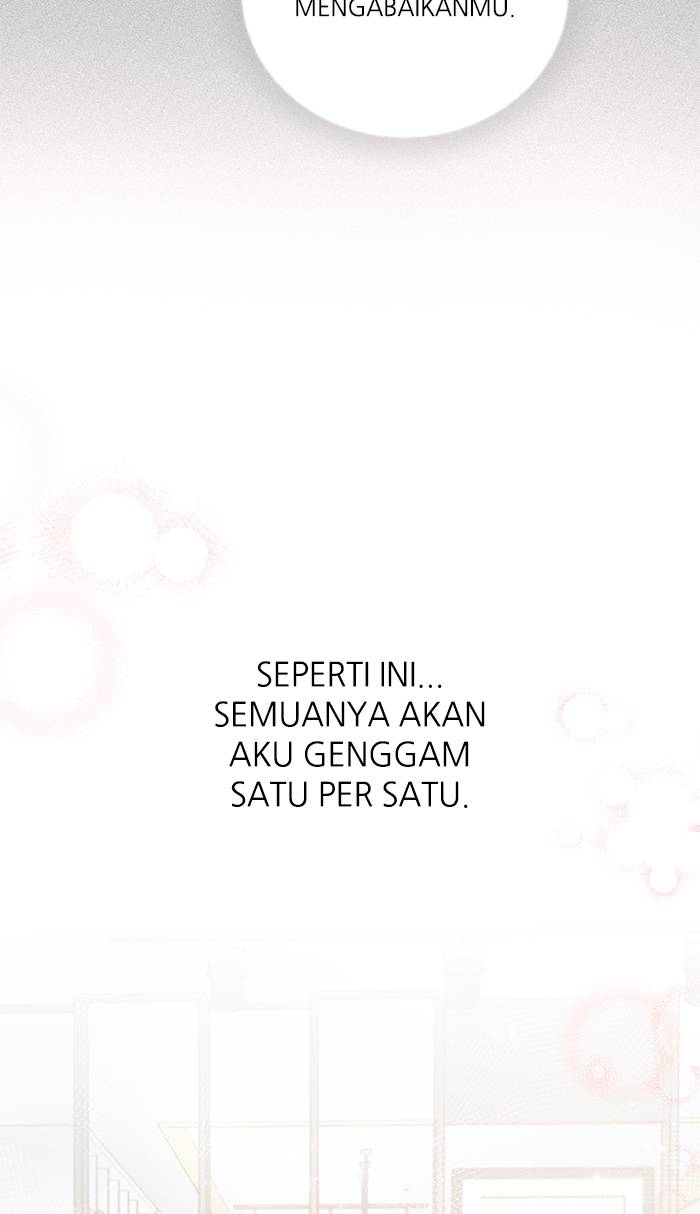 MENGABAIKANMU.
SEPERTI INI...
SEMUANYA AKAN
AKU GENGGAM
SATU PER SATU.